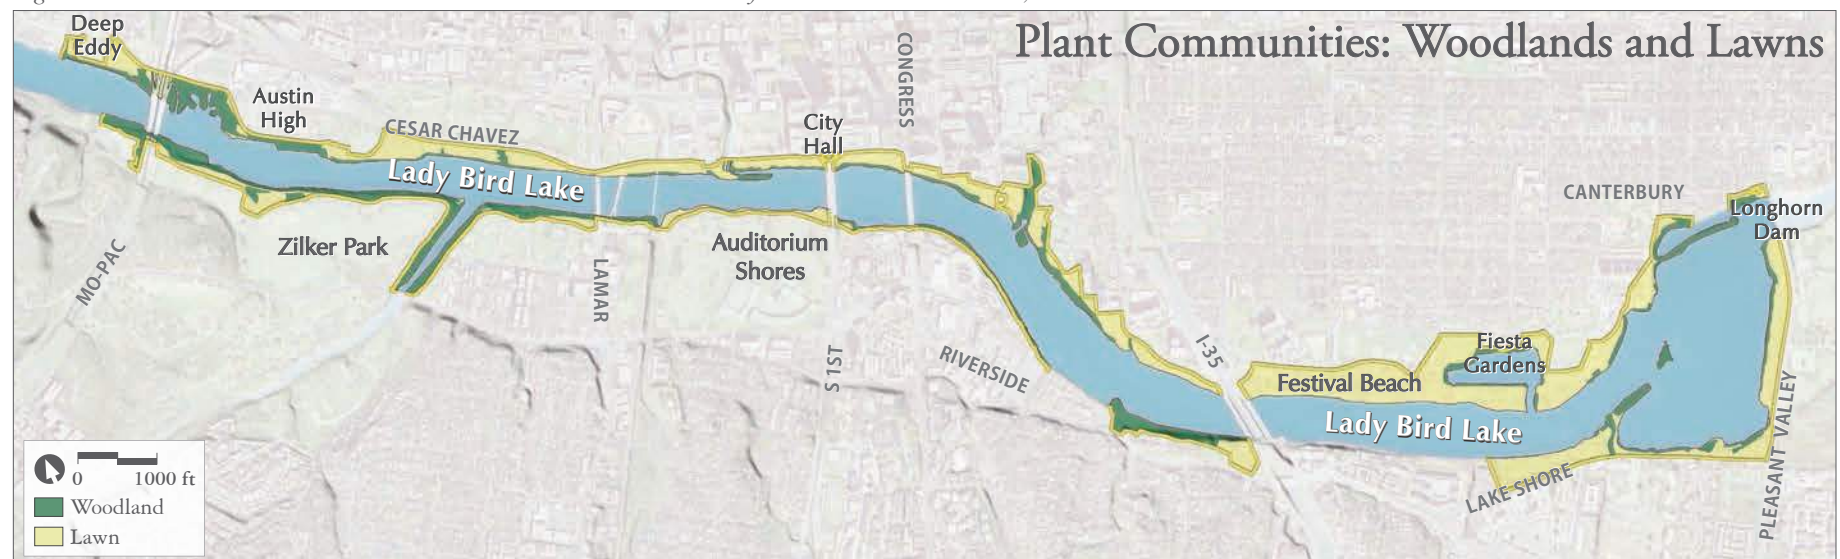 Plant Communities: Woodlands and Lawns
Deep
Eddy
Austin
High
CESAR CHAVEZ
City
Hall
CONGRESS
Lady Bird Lake
CANTERBURY
Longhorn
Dam
MO-PAC
Zilker Park
LAMAR
Auditorium
Shores
S 1ST
RIVERSIDE
I-35
Festival Beach
Fiesta
Gardens
Lady Bird Lake
LAKE SHORE
PLEASANT VALLEY
0 1000 ft
Woodland
Lawn